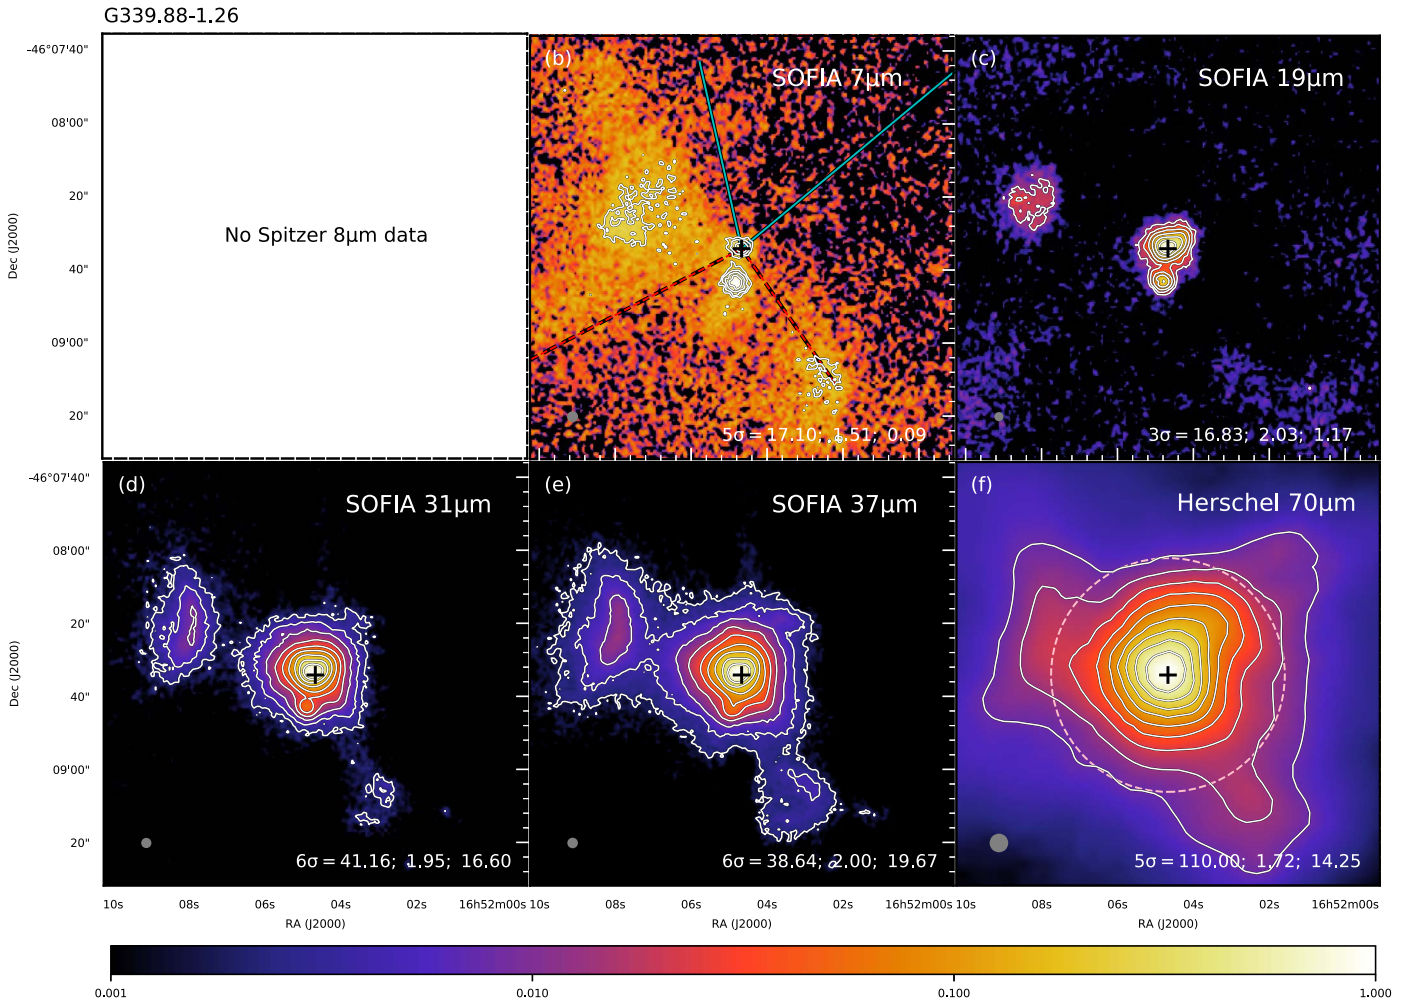 G339.88-1.26
-46°07'40"
08'00"
20"
40"
09'00"
20"
Dec (J2000)
No Spitzer 8μm data
(b)
SOFIA 7μm
5σ = 17.10; 1.51; 0.09
(c)
SOFIA 19μm
3σ = 16.83; 2.03; 1.17
-46°07'40"
08'00"
20"
40"
09'00"
20"
Dec (J2000)
(d)
SOFIA 31μm
6σ = 41.16; 1.95; 16.60
(e)
SOFIA 37μm
6σ = 38.64; 2.00; 19.67
(f)
Herschel 70μm
5σ = 110.00; 1.72; 14.25
10s 08s 06s 04s 02s 16h52m00s
10s 08s 06s 04s 02s 16h52m00s
10s 08s 06s 04s 02s 16h52m00s
RA (J2000) RA (J2000) RA (J2000)
0.001 0.010 0.100 1.000